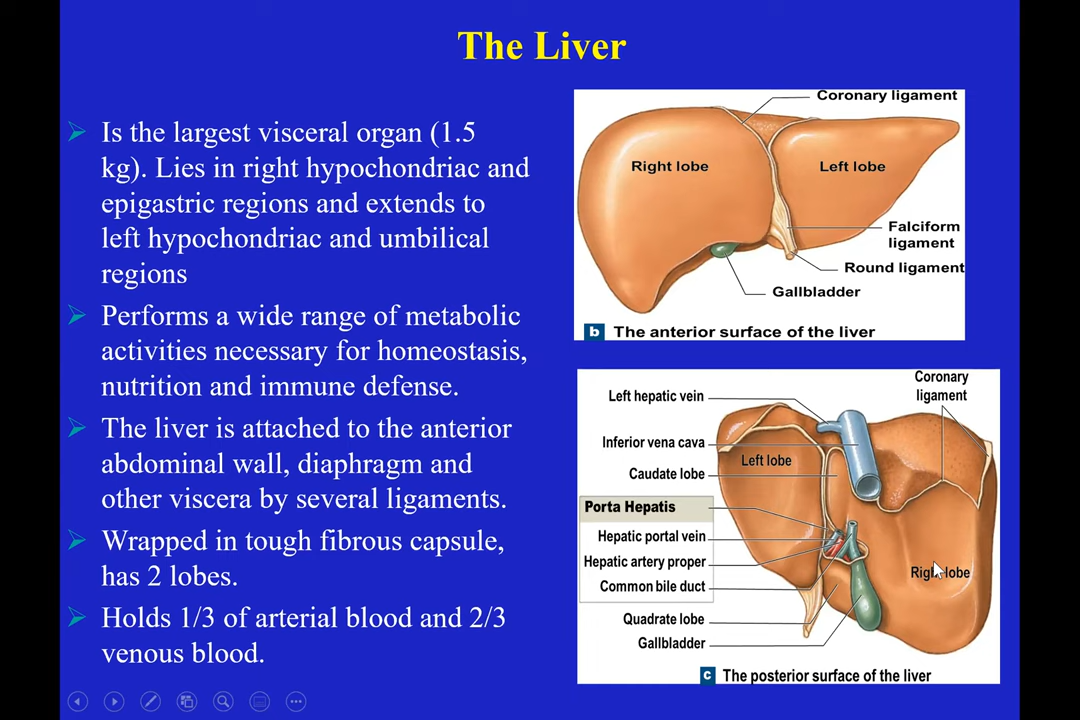 The Liver
Is the largest visceral organ (1.5
kg). Lies in right hypochondriac and
epigastric regions and extends to
left hypochondriac and umbilical
regions
Performs a wide range of metabolic
activities necessary for homeostasis,
nutrition and immune defense.
The liver is attached to the anterior
abdominal wall, diaphragm and
other viscera by several ligaments.
Wrapped in tough fibrous capsule,
has 2 lobes.
Holds 1/3 of arterial blood and 2/3
venous blood.
Coronary ligament
Right lobe
Left lobe
Falciform
ligament
Round ligament
Gallbladder
b The anterior surface of the liver
Coronary
ligament
Left hepatic vein
Inferior vena cava
Left lobe
Caudate lobe
Porta Hepatis
Hepatic portal vein
Hepatic artery proper
Right lobe
Common bile duct
Quadrate lobe
Gallbladder
c The posterior surface of the liver